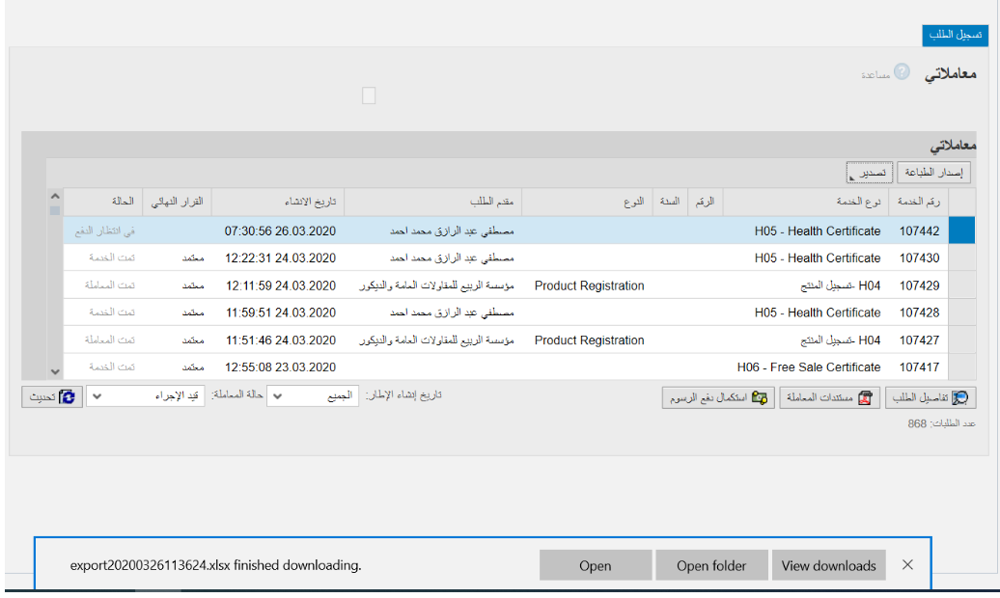 تسجيل الطلب
معاملاتي ? مساعدة
معاملاتي
إصدار الطباعة تصدير
رقم الخدمة نوع الخدمة الرقم السنة النوع مقدم الطلب تاريخ الانشاء القرار النهائي الحالة
107442 H05 - Health Certificate مصطفي عبد الرازق محمد احمد 07:30:56 26.03.2020 في انتظار الدفع
107430 H05 - Health Certificate مصطفي عبد الرازق محمد احمد 12:22:31 24.03.2020 معتمد تمت الخدمة
107429 H04 -تسجيل المنتج Product Registration مؤسسة الربيع للمقاولات العامة والديكور 12:11:59 24.03.2020 معتمد تمت المعاملة
107428 H05 - Health Certificate مصطفي عبد الرازق محمد احمد 11:59:51 24.03.2020 معتمد تمت الخدمة
107427 H04 -تسجيل المنتج Product Registration مؤسسة الربيع للمقاولات العامة والديكور 11:51:46 24.03.2020 معتمد تمت المعاملة
107417 H06 - Free Sale Certificate 12:55:08 23.03.2020 معتمد تمت الخدمة
تفاصيل الطلب مستندات المعاملة استكمال دفع الرسوم تاريخ إنشاء الإطار: الجميع حالة المعاملة: قيد الإجراء تحديث
عدد الطلبات: 868
export20200326113624.xlsx finished downloading. Open Open folder View downloads